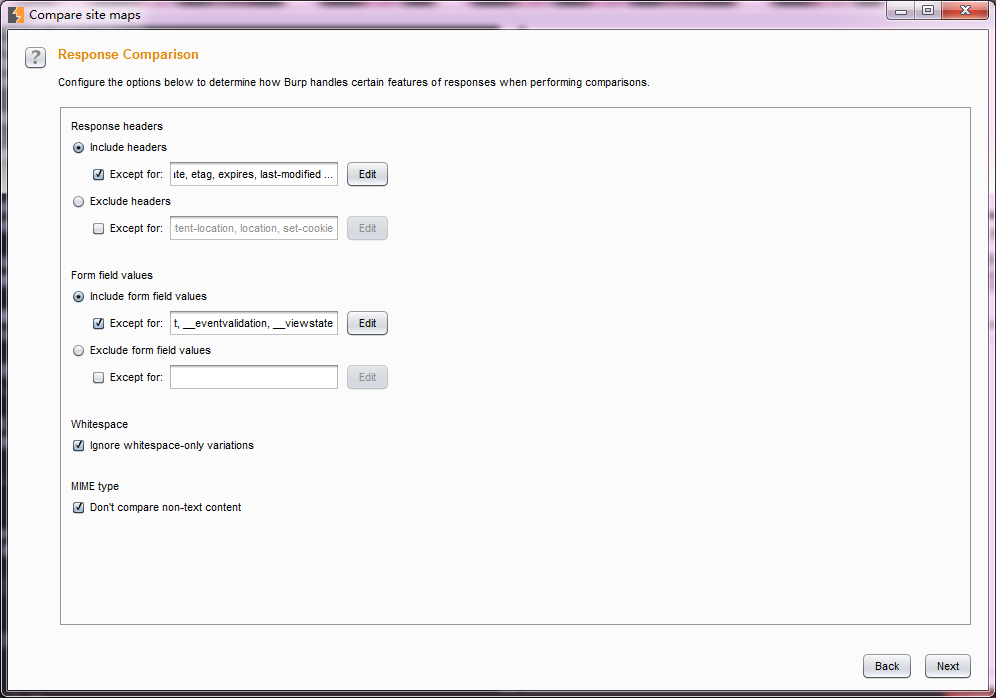 Compare site maps
?
Response Comparison
Configure the options below to determine how Burp handles certain features of responses when performing comparisons.
Response headers
Include headers
Except for: etag, expires, last-modified ... Edit
Exclude headers
Except for: tent-location, location, set-cookie Edit
Form field values
Include form field values
Except for: t, __eventvalidation, __viewstate Edit
Exclude form field values
Except for: Edit
Whitespace
Ignore whitespace-only variations
MIME type
Don't compare non-text content
Back Next